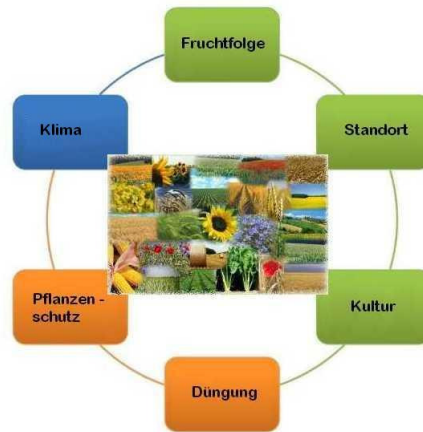 Fruchtfolge
Klima
Standort
Pflanzen -
schutz
Kultur
Düngung